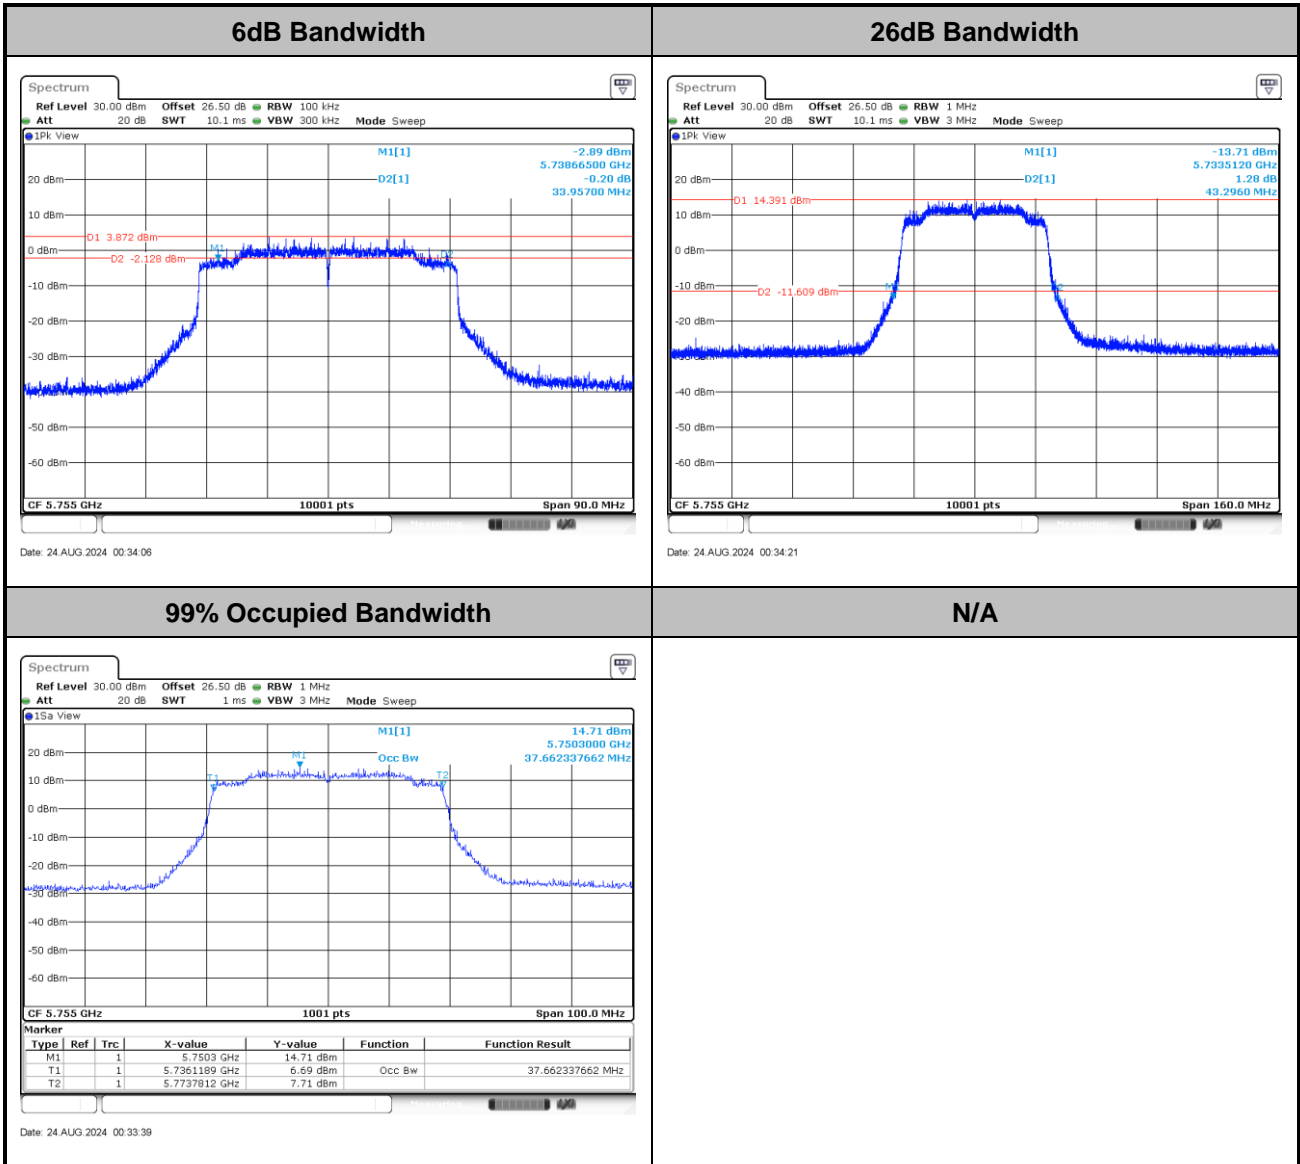 6dB Bandwidth
26dB Bandwidth
Spectrum
Ref Level 30.00 dBm Offset 26.50 dB RBW 100 kHz
Att 20 dB SWT 10.1 ms VBW 300 kHz Mode Sweep
1Pk View
M1[1] -2.89 dBm
5.73866500 GHz
D2[1] -0.20 dB
33.95700 MHz
20 dBm
10 dBm
D1 3.872 dBm
M1
D2
0 dBm
D2 -2.128 dBm
-10 dBm
-20 dBm
-30 dBm
-40 dBm
-50 dBm
-60 dBm
CF 5.755 GHz 10001 pts Span 90.0 MHz
Date: 24.AUG.2024 00:34:06
Spectrum
Ref Level 30.00 dBm Offset 26.50 dB RBW 1 MHz
Att 20 dB SWT 10.1 ms VBW 3 MHz Mode Sweep
1Pk View
M1[1] -13.71 dBm
5.7335120 GHz
D2[1] 1.28 dB
43.2960 MHz
20 dBm
D1 14.391 dBm
10 dBm
0 dBm
-10 dBm
D2 -11.609 dBm
-20 dBm
-30 dBm
-40 dBm
-50 dBm
-60 dBm
CF 5.755 GHz 10001 pts Span 160.0 MHz
Date: 24.AUG.2024 00:34:21
99% Occupied Bandwidth
N/A
Spectrum
Ref Level 30.00 dBm Offset 26.50 dB RBW 1 MHz
Att 20 dB SWT 1 ms VBW 3 MHz Mode Sweep
1Sa View
M1[1] 14.71 dBm
5.7503000 GHz
Occ Bw 37.662337662 MHz
20 dBm
M1
T1
T2
10 dBm
0 dBm
-10 dBm
-20 dBm
-30 dBm
-40 dBm
-50 dBm
-60 dBm
CF 5.755 GHz 1001 pts Span 100.0 MHz
Marker
Type Ref Trc X-value Y-value Function Function Result
M1 1 5.7503 GHz 14.71 dBm
T1 1 5.7361189 GHz 6.69 dBm Occ Bw 37.662337662 MHz
T2 1 5.7737812 GHz 7.71 dBm
Date: 24.AUG.2024 00:33:39